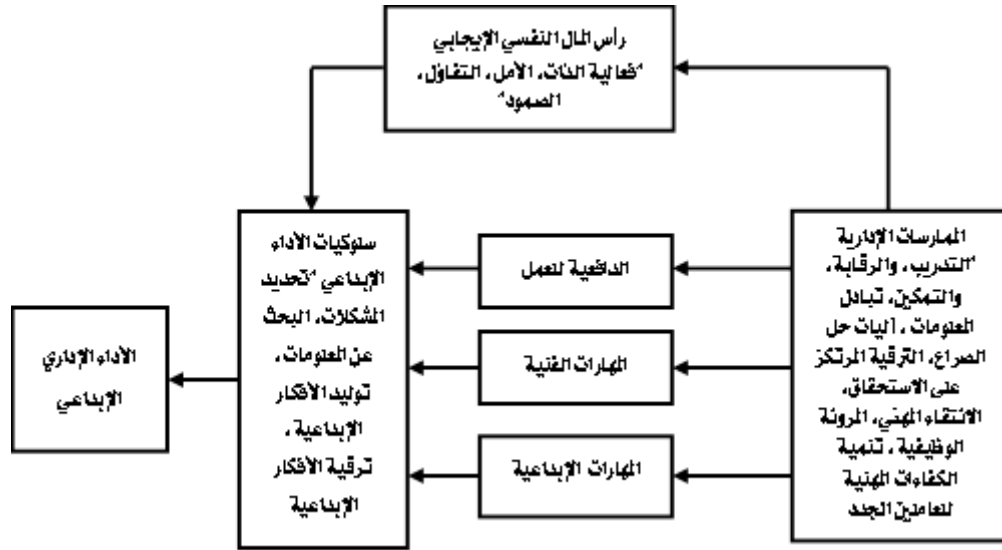 رأس المال النفسي الإيجابي
"فعالية الذات، الأمل، التفاؤل،
الصمود"
الممارسات الإدارية
"التدريب، والرقابة،
والتمكين، تبادل
المعلومات، آليات حل
الصراع، الترقية المرتكز
على الاستحقاق،
الانتقاء المهني، المرونة
الوظيفية، تنمية
الكفاءات المهنية
للعاملين الجدد
الدافعية للعمل
المهارات الفنية
المهارات الإبداعية
سلوكيات الأداء
الإبداعي "تحديد
المشكلات، البحث
عن المعلومات،
توليد الأفكار
الإبداعية،
ترقية الأفكار
الإبداعية
الأداء الإداري
الإبداعي